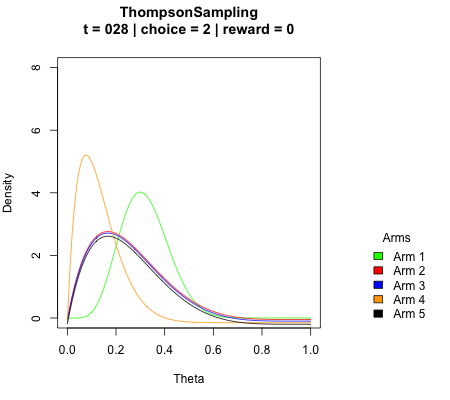 ThompsonSampling
t = 028 | choice = 2 | reward = 0
8
6
4
2
0
Density
0.0 0.2 0.4 0.6 0.8 1.0
Theta
Arms
Arm 1
Arm 2
Arm 3
Arm 4
Arm 5